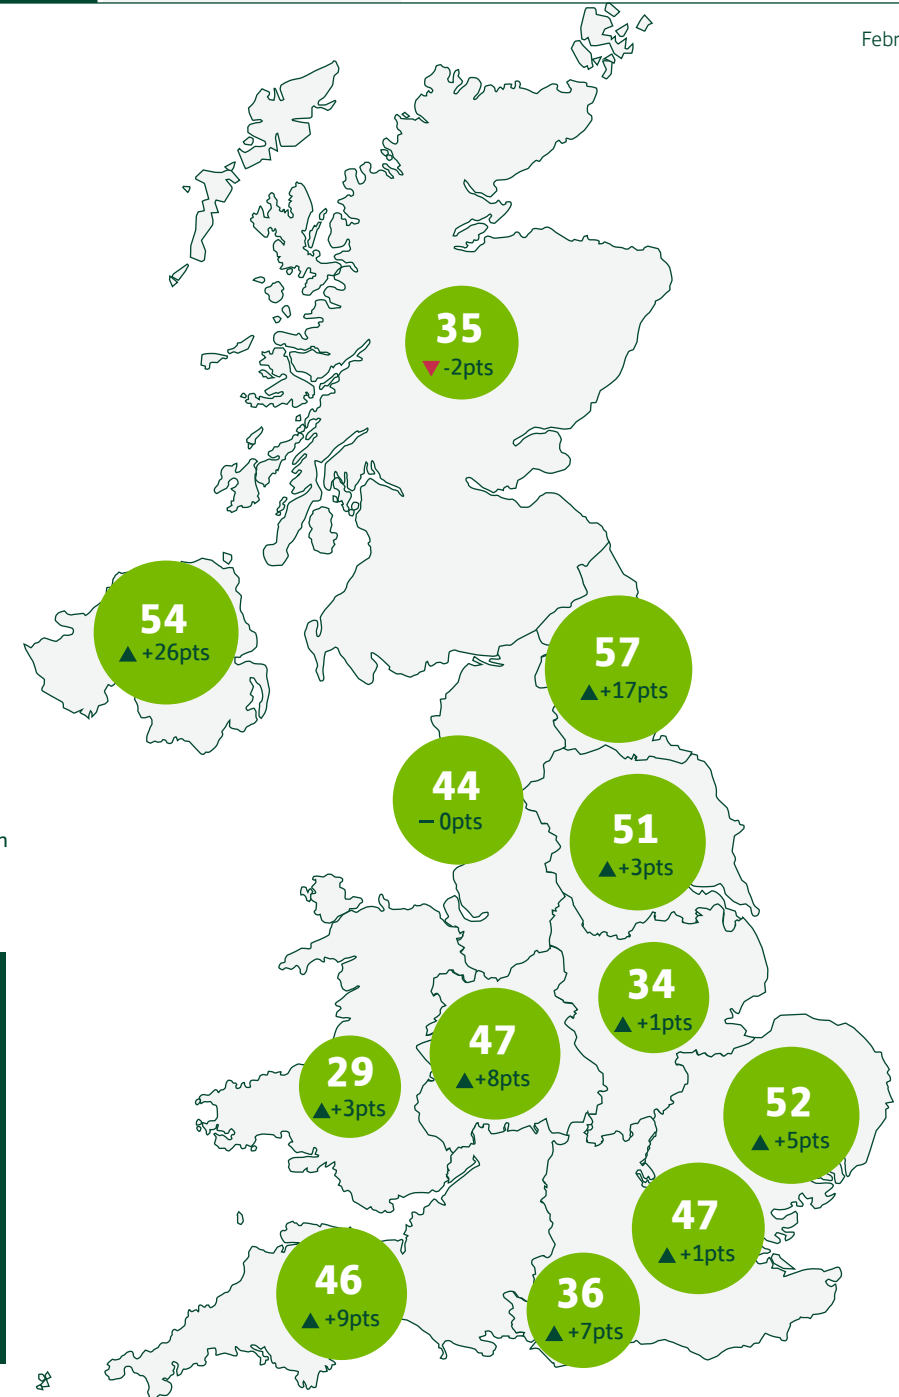 Febr
35
▼ -2pts
54
▲ +26pts
57
▲ +17pts
44
– 0pts
51
▲ +3pts
n
34
▲ +1pts
47
▲ +8pts
29
▲ +3pts
52
▲ +5pts
47
▲ +1pts
46
▲ +9pts
36
▲ +7pts